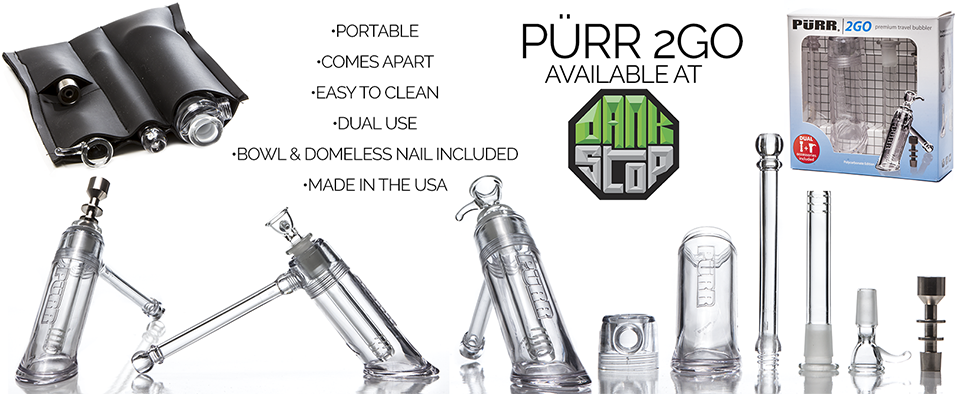 •PORTABLE
•COMES APART
•EASY TO CLEAN
•DUAL USE
•BOWL & DOMELESS NAIL INCLUDED
•MADE IN THE USA
PÜRR 2GO
AVAILABLE AT
DANK
STOP
PÜRR. 2GO premium travel bubbler
DUAL
PÜRR
PÜRR
PÜRR
PÜRR